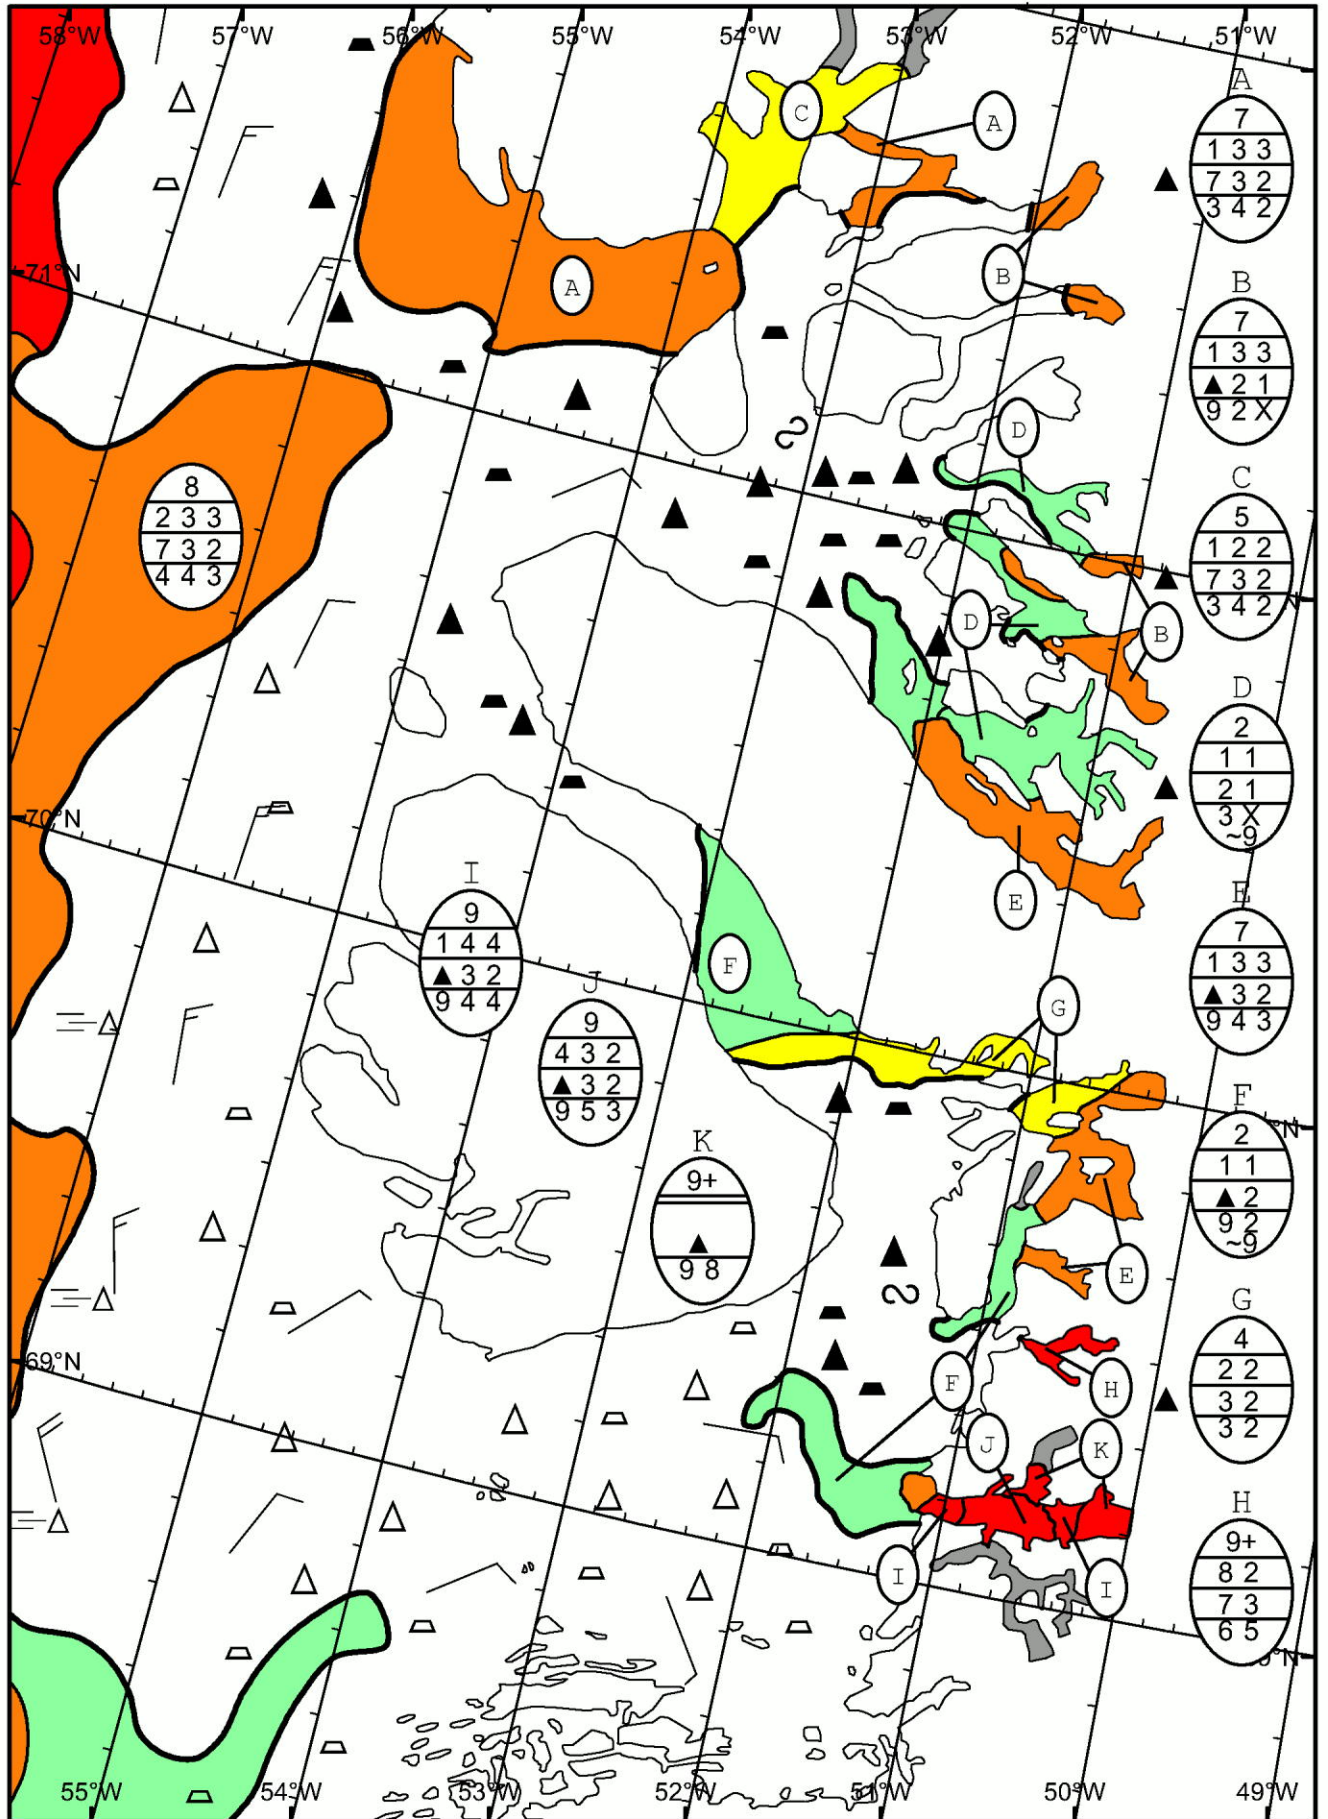 58°W 57°W 56°W 55°W 54°W 53°W 52°W 51°W
A
7
1 3 3
7 3 2
3 4 2
C
A
B
A
71°N
B
7
1 3 3
▲ 2 1
9 2 X
D
8
2 3 3
7 3 2
4 4 3
C
5
1 2 2
7 3 2
3 4 2
N
D
B
D
2
1 1
2 1
3 X
~9
70°N
E
I
9
1 4 4
▲ 3 2
9 4 4
E
7
1 3 3
▲ 3 2
9 4 3
F
G
J
9
4 3 2
▲ 3 2
9 5 3
°N
F
2
1 1
▲ 2
9 2
~9
K
9+
▲
9 8
E
G
4
2 2
3 2
3 2
69°N
F
H
J
K
H
9+
8 2
7 3
6 5
I
I
°N
55°W 54°W 53°W 52°W 51°W 50°W 49°W